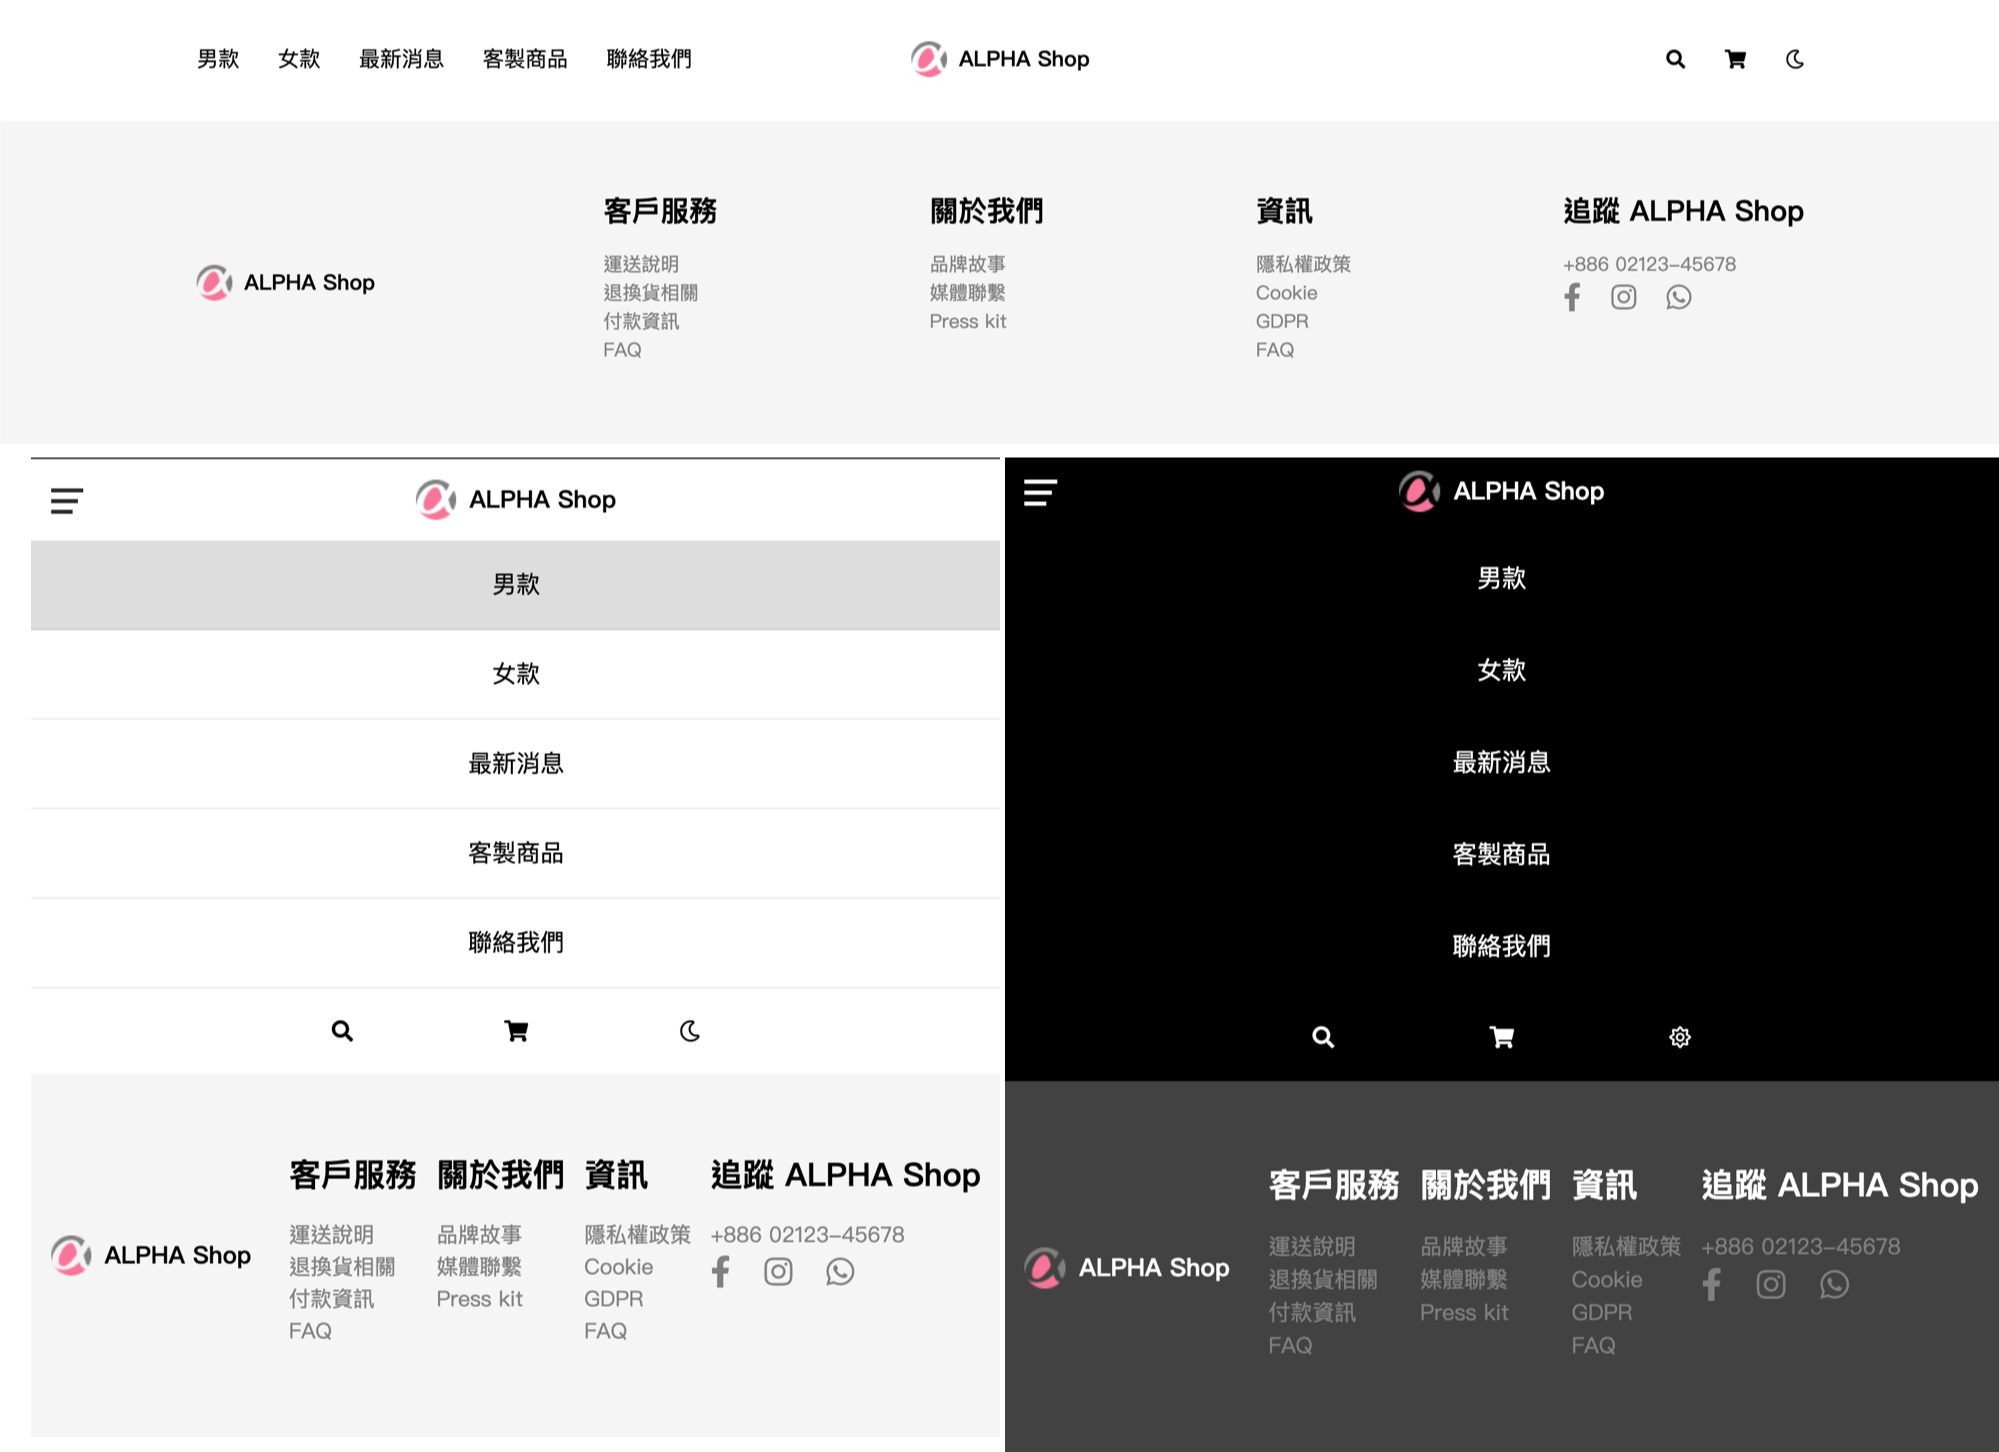 男款 女款 最新消息 客製商品 聯絡我們 ALPHA Shop
ALPHA Shop
客戶服務
運送說明
退換貨相關
付款資訊
FAQ
關於我們
品牌故事
媒體聯繫
Press kit
資訊
隱私權政策
Cookie
GDPR
FAQ
追蹤 ALPHA Shop
+886 02123-45678
ALPHA Shop
男款
女款
最新消息
客製商品
聯絡我們
ALPHA Shop
客戶服務
運送說明
退換貨相關
付款資訊
FAQ
關於我們
品牌故事
媒體聯繫
Press kit
資訊
隱私權政策
Cookie
GDPR
FAQ
追蹤 ALPHA Shop
+886 02123-45678
ALPHA Shop
男款
女款
最新消息
客製商品
聯絡我們
ALPHA Shop
客戶服務
運送說明
退換貨相關
付款資訊
FAQ
關於我們
品牌故事
媒體聯繫
Press kit
資訊
隱私權政策
Cookie
GDPR
FAQ
追蹤 ALPHA Shop
+886 02123-45678